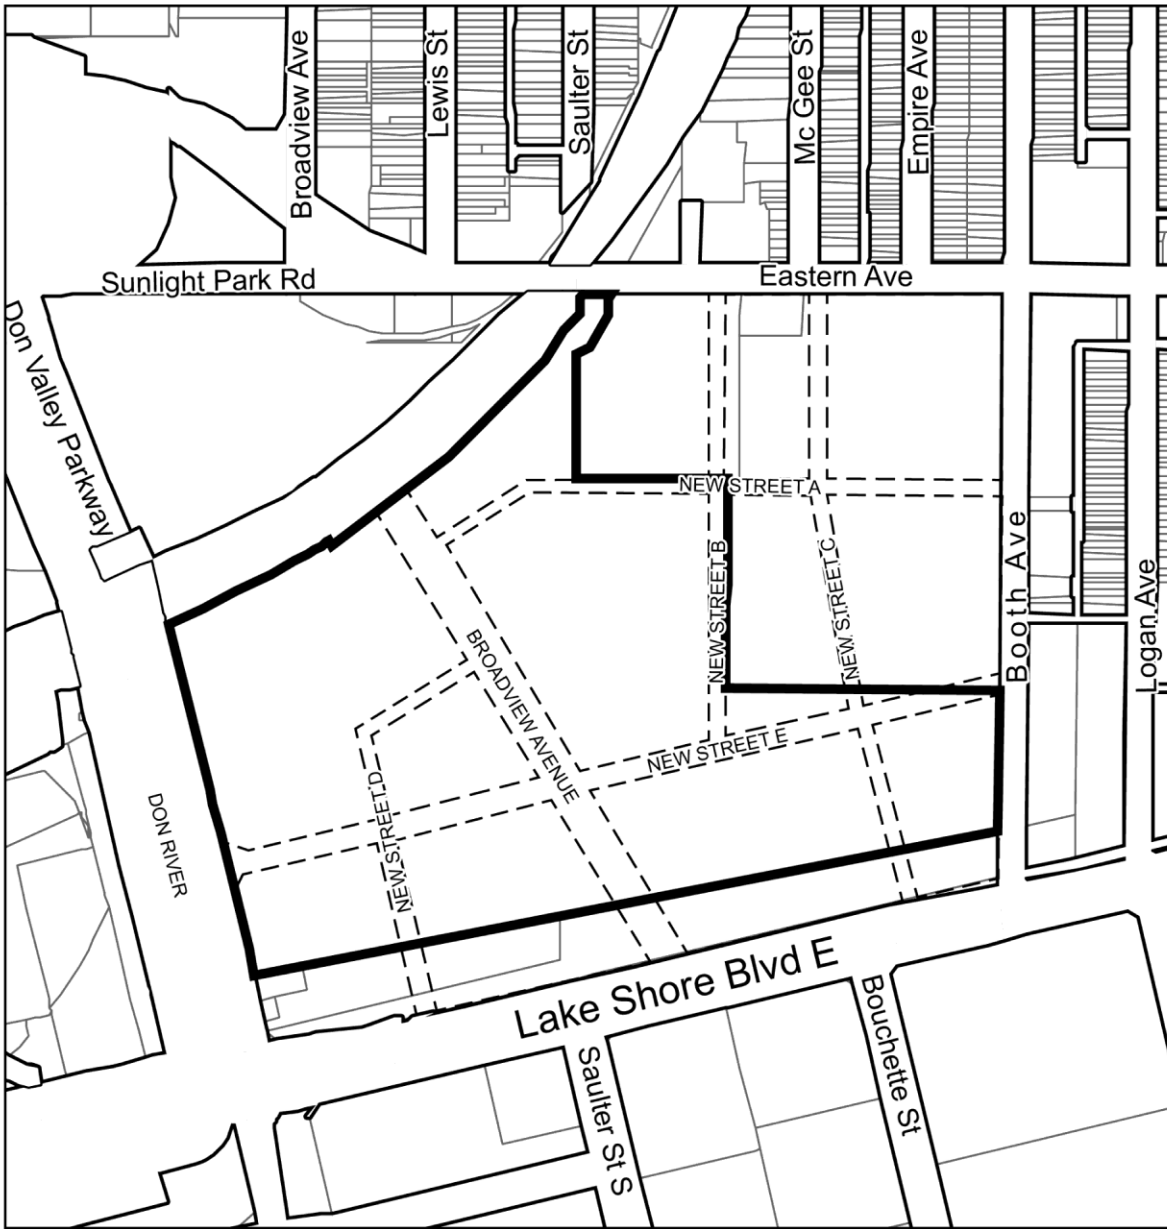 Broadview Ave
Lewis St
Saulter St
Mc Gee St
Empire Ave
Sunlight Park Rd
Eastern Ave
Don Valley Parkway
NEW STREET A
NEW STREET B
NEW STREET C
Booth Ave
Logan Ave
BROADVIEW AVENUE
NEW STREET E
NEW STREET D
DON RIVER
Lake Shore Blvd E
Bouchette St
Saulter St S